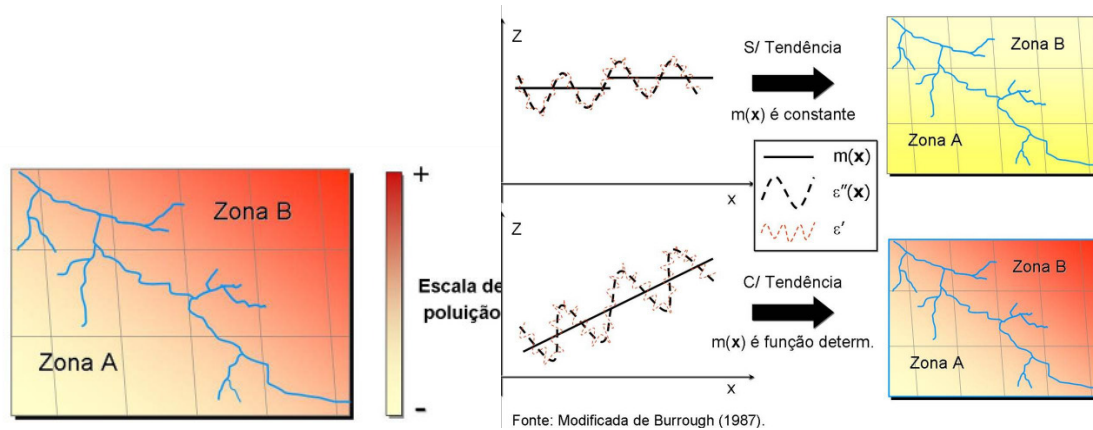 Zona B
Zona A
+
Escala de
poluição
-
Z
x
S/ Tendência
m(x) é constante
m(x)
ε″(x)
ε′
Z
x
C/ Tendência
m(x) é função determ.
Fonte: Modificada de Burrough (1987).
Zona B
Zona A
Zona B
Zona A